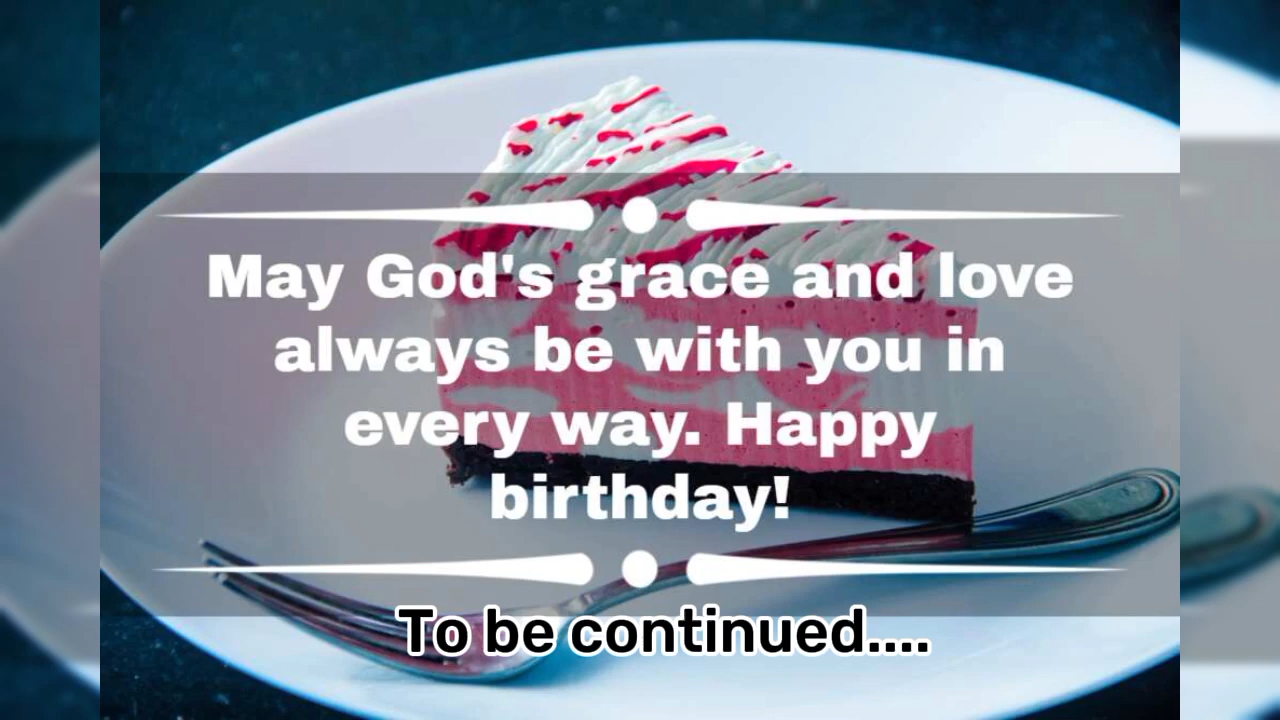 May God's grace and love
always be with you in
every way. Happy
birthday!
To be continued....